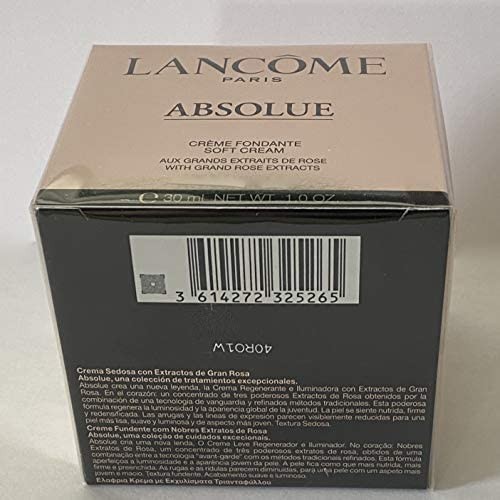 LANCÔME
PARIS
ABSOLUE
CRÈME FONDANTE
SOFT CREAM
AUX GRANDS EXTRAITS DE ROSE
WITH GRAND ROSE EXTRACTS
℮ 30 ml NET WT. 1.0 OZ.
3 614272 325265
40R01W
Crema Sedosa con Extractos de Gran Rosa
Absolue, una colección de tratamientos excepcionales.
Absolue crea una nueva leyenda, la Crema Regenerante e Iluminadora con Extractos de Gran
Rosa. En el corazón: un concentrado de tres poderosos Extractos de Rosa obtenidos por la
combinación de una tecnología de vanguardia y refinados métodos tradicionales. Esta poderosa
fórmula regenera la luminosidad y la apariencia global de la juventud. La piel se siente nutrida, firme
y redensificada. Las arrugas y las líneas de expresión parecen visiblemente reducidas para una
piel más lisa, suave y luminosa y de aspecto más joven. Textura Sedosa.
Creme Fundente com Nobres Extratos de Rosa
Absolue, uma coleção de cuidados excecionais.
Absolue cria uma nova lenda, O Creme Leve Regenerador e Iluminador. No coração: Nobres
Extratos de Rosa, um concentrado de três poderosos extratos de rosa, obtidos de uma
combinação entre a tecnologia "avant-garde" com os métodos tradicionais refinados. Esta fórmula
aperfeiçoa a luminosidade e a aparência jovem da pele. A pele fica como que mais nutrida, mais
firme e preenchida. As rugas e as rídulas parecem diminuídas, para uma pele com um aspeto mais
jovem e macio. Textura fundente. Acabamento suave e luminoso.
Ελαφριά Κρέμα με Εκχυλίσματα Τριαντάφυλλου